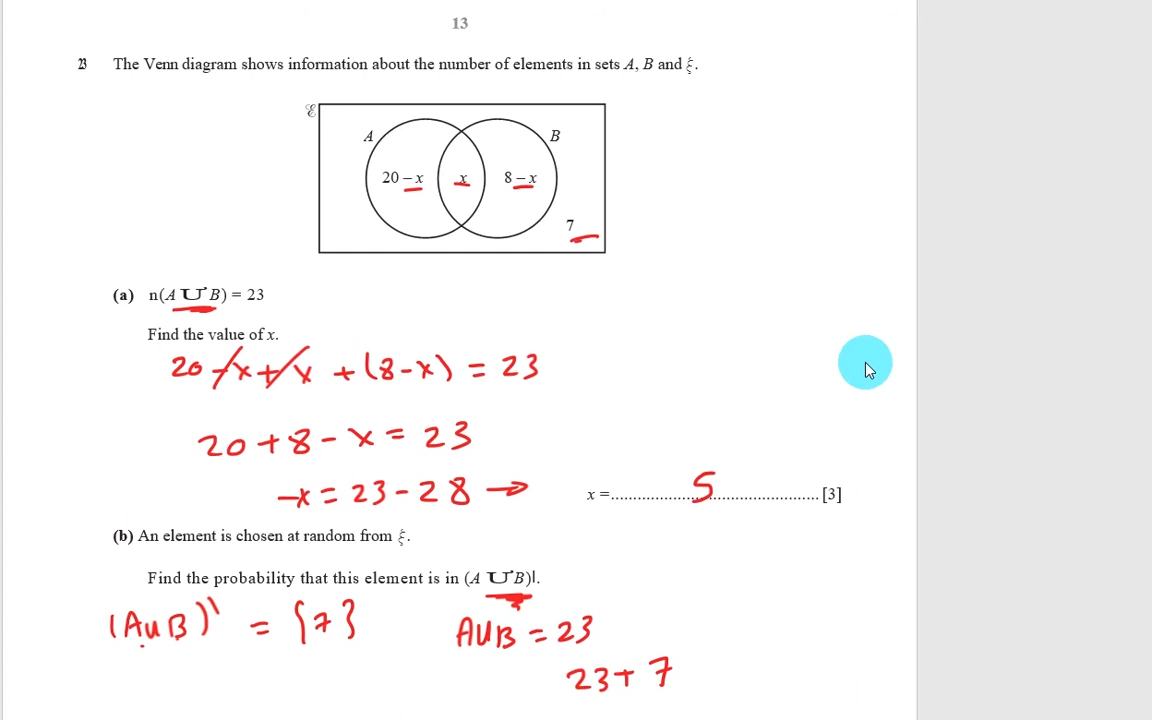 13
23 The Venn diagram shows information about the number of elements in sets A, B and ξ.
ℰ
A B
20 – x x 8 – x
7
(a) n(A ∪ B) = 23
Find the value of x.
20 - x + x + (8 - x) = 23
20 + 8 - x = 23
-x = 23 - 28 →
x = 5 [3]
(b) An element is chosen at random from ξ.
Find the probability that this element is in (A ∪ B)|.
(A∪B)' = {7} A∪B = 23
23 + 7